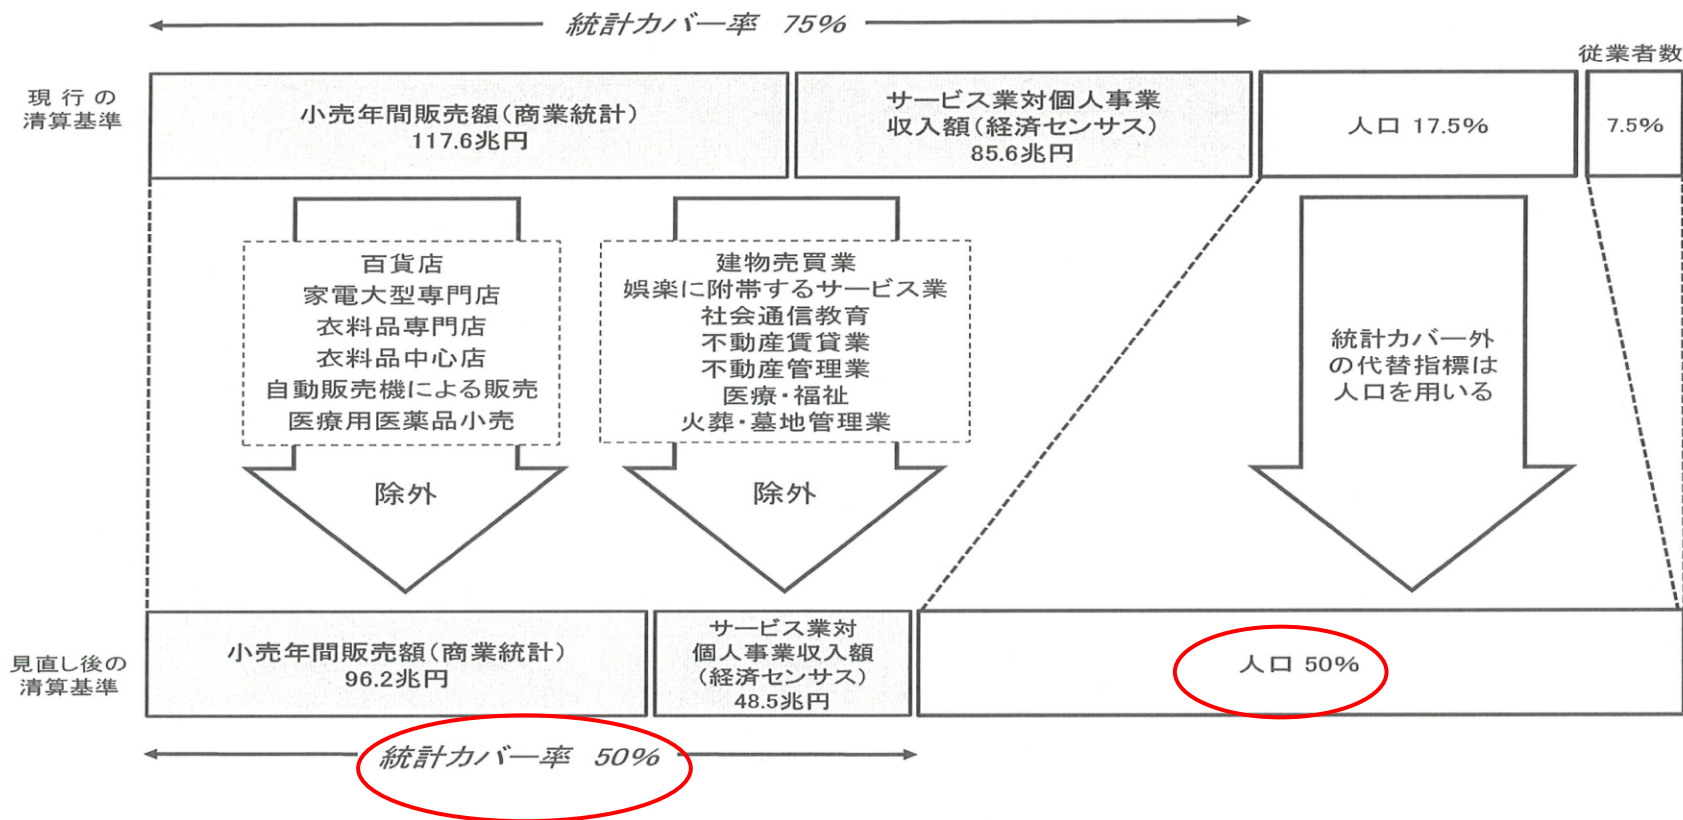 統計カバー率 75%
従業者数
現行の
清算基準
小売年間販売額(商業統計)
117.6兆円
サービス業対個人事業
収入額(経済センサス)
85.6兆円
人口 17.5%
7.5%
百貨店
家電大型専門店
衣料品専門店
衣料品中心店
自動販売機による販売
医療用医薬品小売
除外
建物売買業
娯楽に附帯するサービス業
社会通信教育
不動産賃貸業
不動産管理業
医療・福祉
火葬・墓地管理業
除外
統計カバー外
の代替指標は
人口を用いる
見直し後の
清算基準
小売年間販売額(商業統計)
96.2兆円
サービス業対
個人事業収入額
(経済センサス)
48.5兆円
人口 50%
統計カバー率 50%